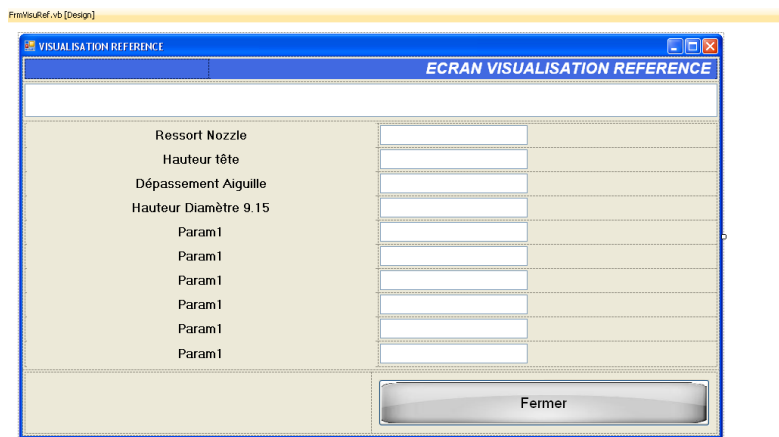 FrmVisuRef.vb [Design]
VISUALISATION REFERENCE
ECRAN VISUALISATION REFERENCE
Ressort Nozzle
Hauteur tête
Dépassement Aiguille
Hauteur Diamètre 9.15
Param1
Param1
Param1
Param1
Param1
Param1
Fermer